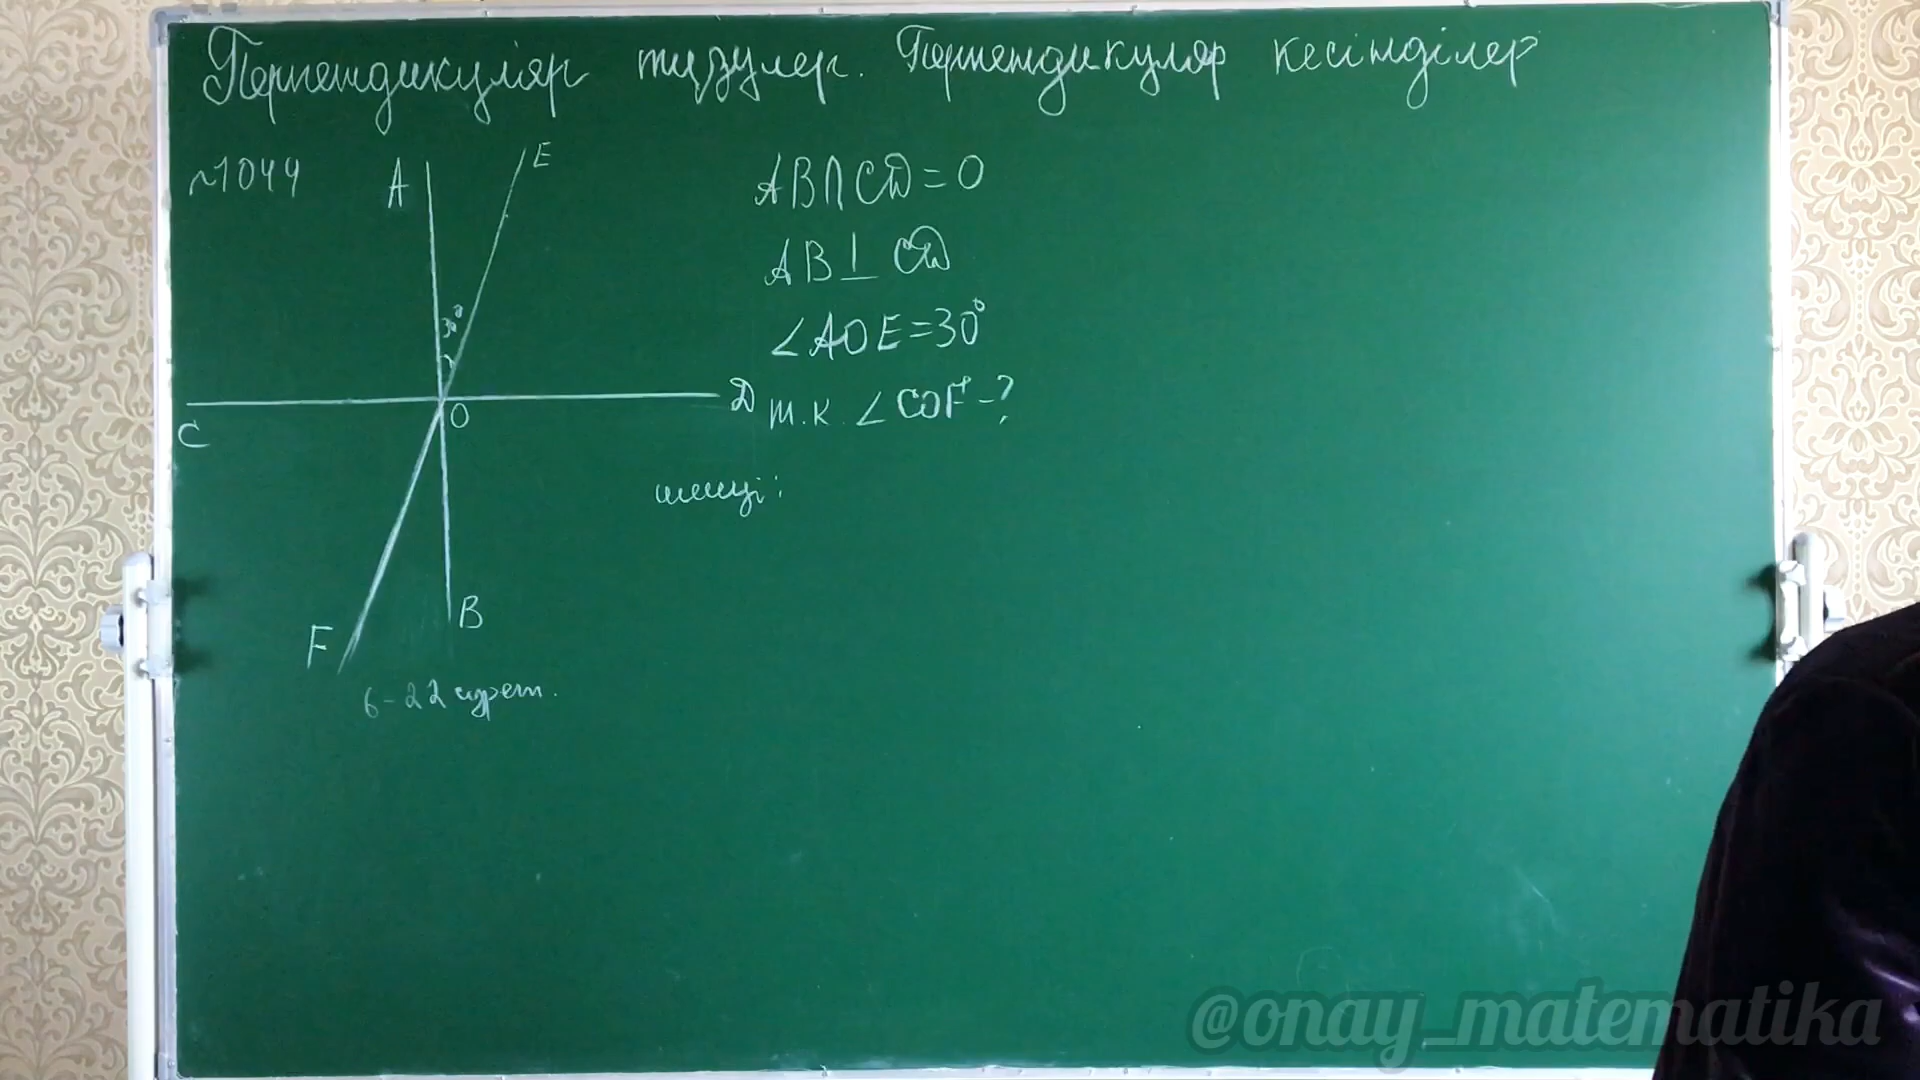 Перпендикуляр түзулер. Перпендикуляр кесінділер
№1044
A
E
30°
C
O
D
F
B
6-22 сурет.
AB∩CD=O
AB⊥CD
∠AOE=30°
т.к. ∠COF-?
шешуі:
@onay_matematika